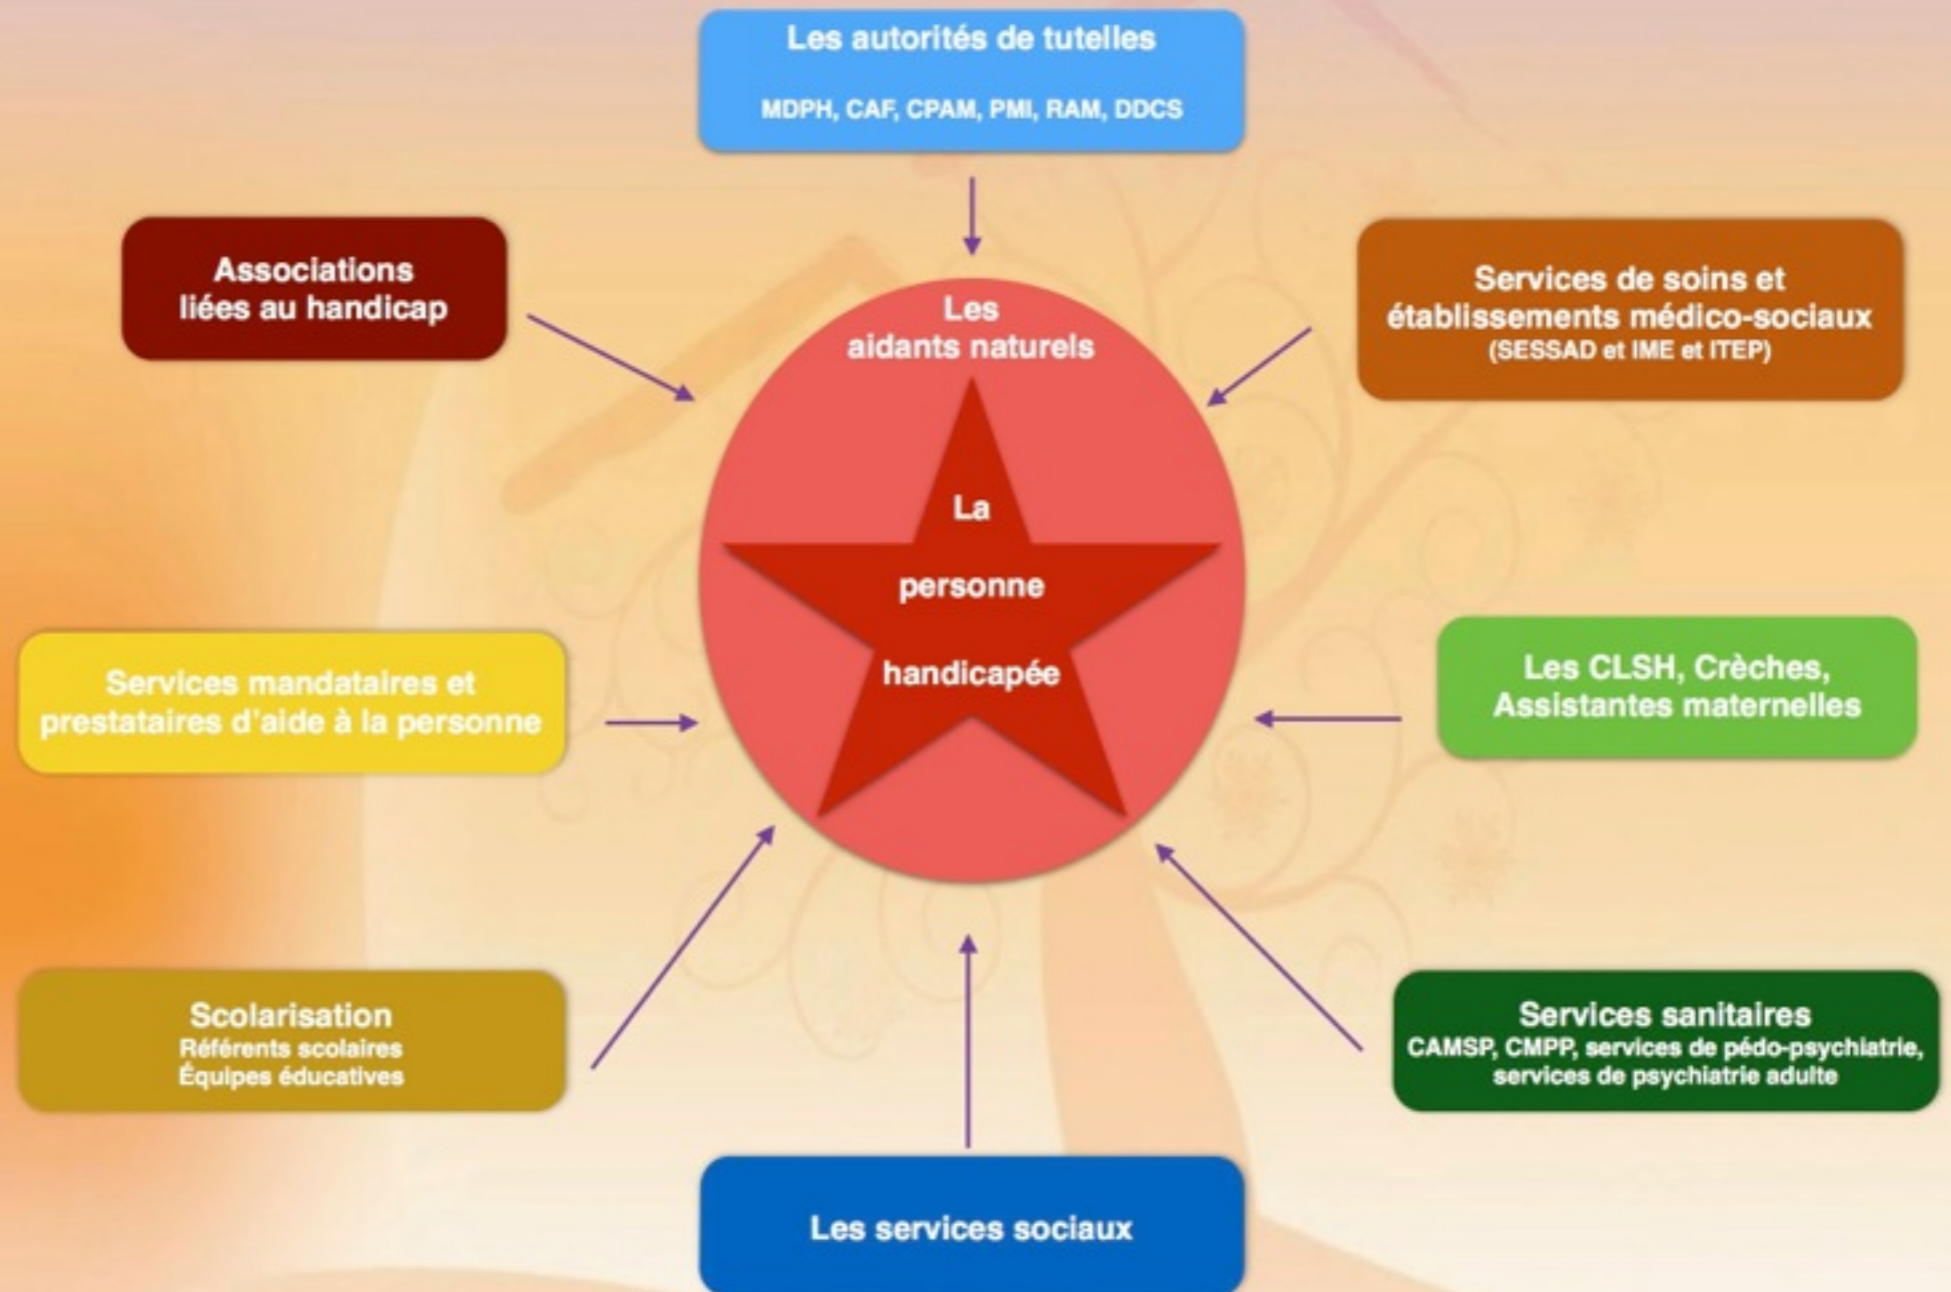 Les autorités de tutelles
MDPH, CAF, CPAM, PMI, RAM, DDCS
Associations
liées au handicap
Services de soins et
établissements médico-sociaux
(SESSAD et IME et ITEP)
Les
aidants naturels
La
personne
handicapée
Services mandataires et
prestataires d'aide à la personne
Les CLSH, Crèches,
Assistantes maternelles
Scolarisation
Référents scolaires
Équipes éducatives
Services sanitaires
CAMSP, CMPP, services de pédo-psychiatrie,
services de psychiatrie adulte
Les services sociaux